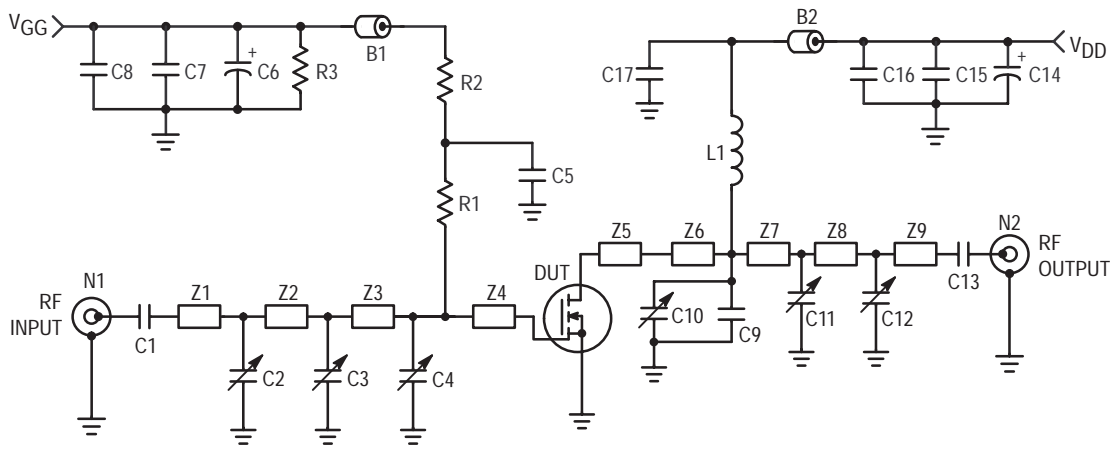 VGG
B1
B2
VDD
C8
C7
+
C6
R3
R2
C17
C16
C15
+
C14
L1
C5
R1
N1
RF
INPUT
C1
Z1
Z2
Z3
Z4
DUT
Z5
Z6
Z7
Z8
Z9
N2
RF
OUTPUT
C13
C10
C9
C11
C12
C2
C3
C4